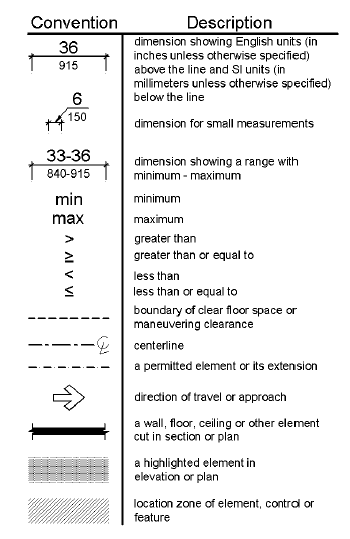 Convention Description
36
915
dimension showing English units (in
inches unless otherwise specified)
above the line and SI units (in
millimeters unless otherwise specified)
below the line
6
150
dimension for small measurements
33-36
840-915
dimension showing a range with
minimum - maximum
min minimum
max maximum
> greater than
≥ greater than or equal to
< less than
≤ less than or equal to
boundary of clear floor space or
maneuvering clearance
℄ centerline
a permitted element or its extension
direction of travel or approach
a wall, floor, ceiling or other element
cut in section or plan
a highlighted element in
elevation or plan
location zone of element, control or
feature